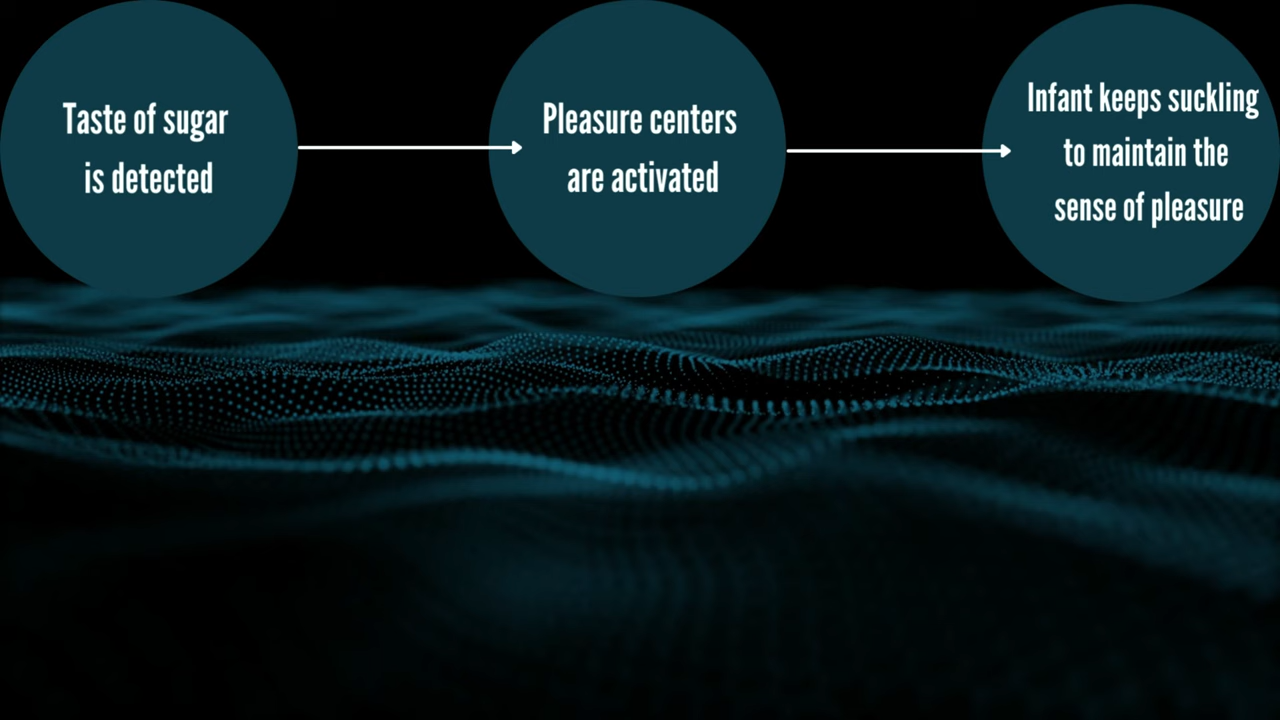 Taste of sugar
is detected
Pleasure centers
are activated
Infant keeps suckling
to maintain the
sense of pleasure